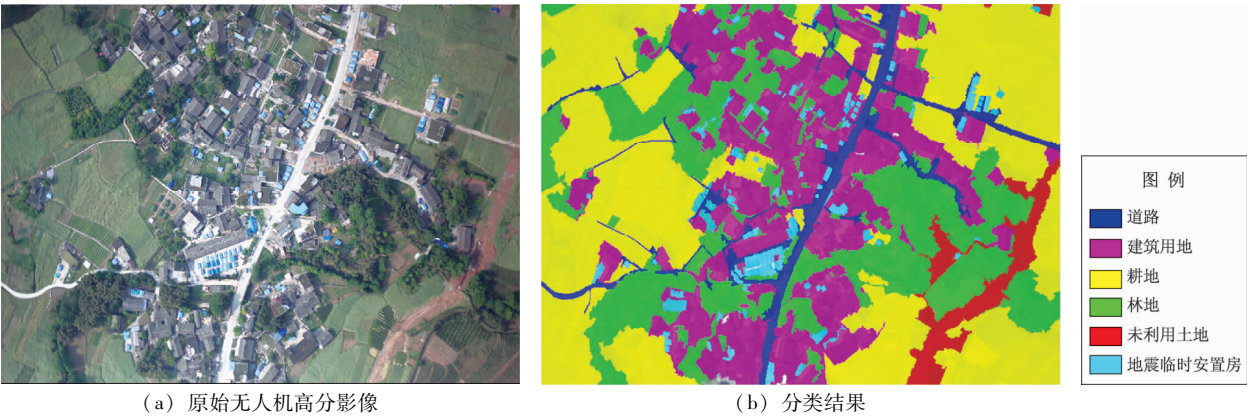 图 例
道路
建筑用地
耕地
林地
未利用土地
地震临时安置房
(a) 原始无人机高分影像
(b) 分类结果